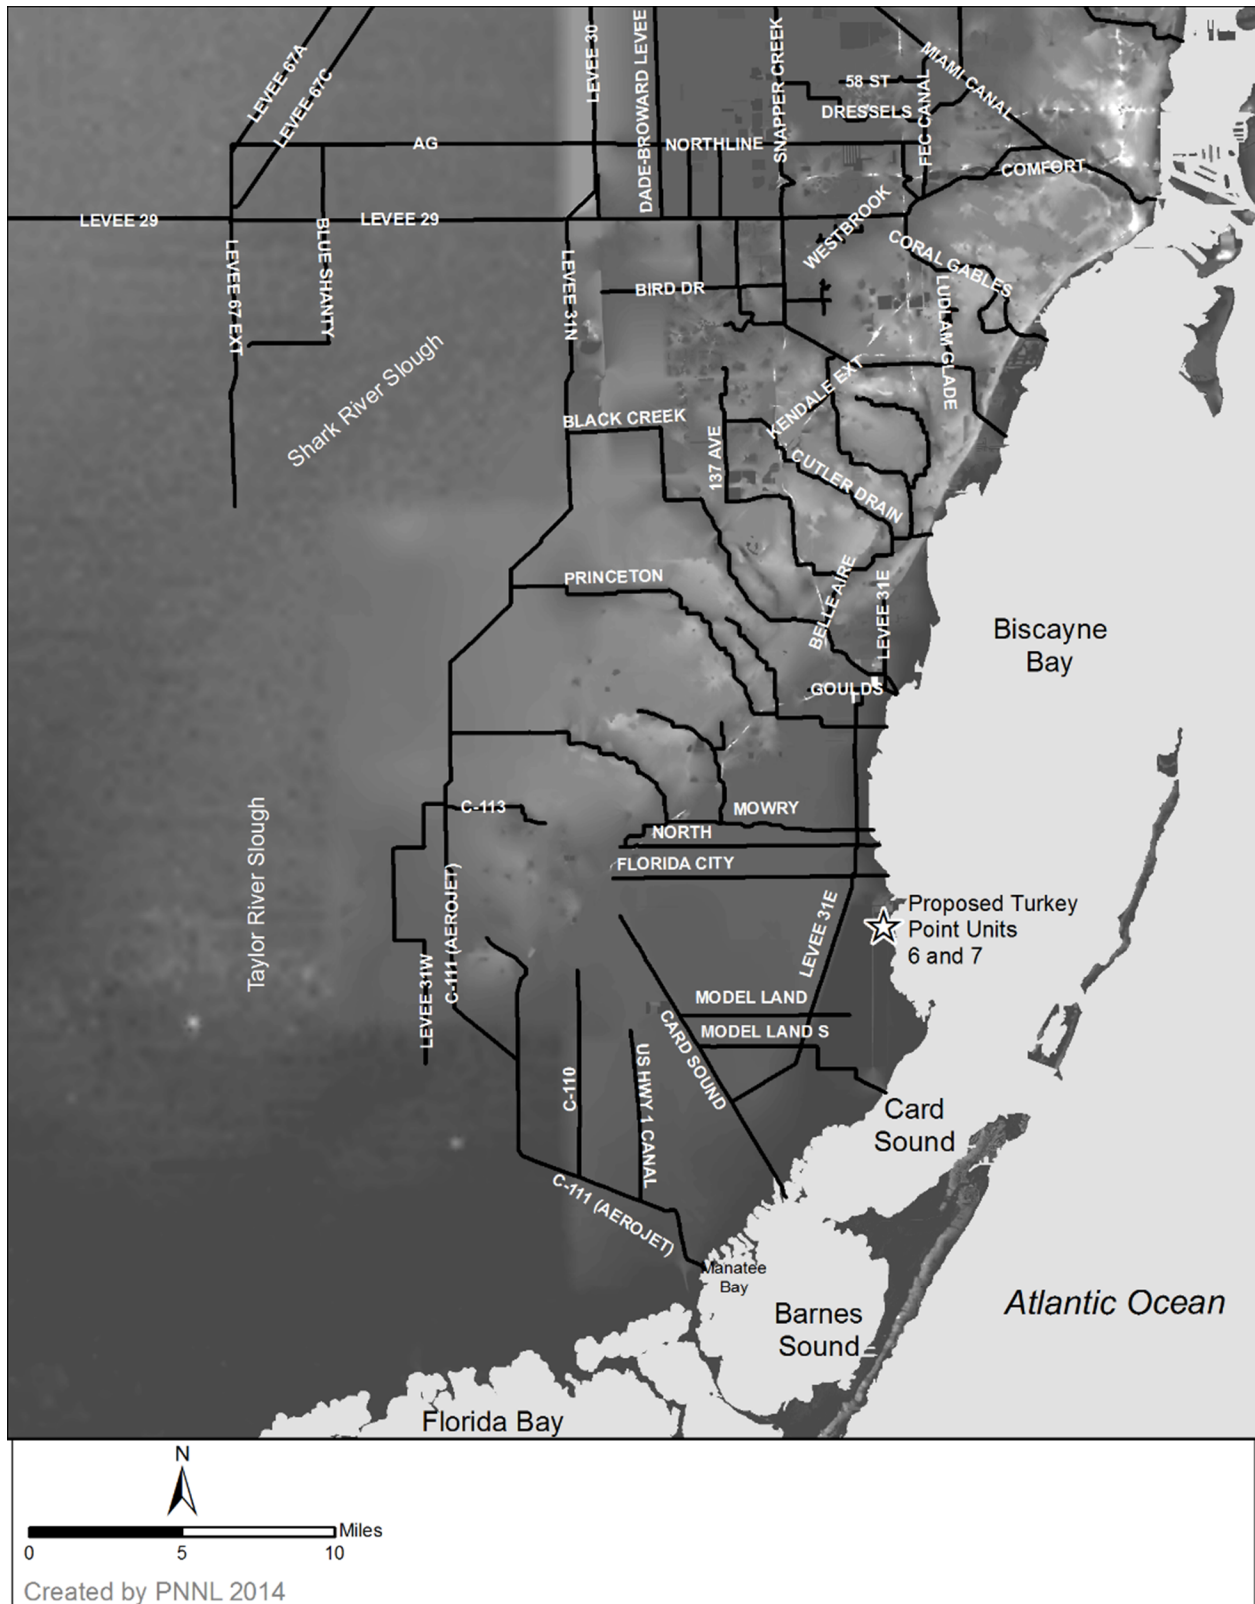 LEVEE 67A
LEVEE 67C
LEVEE 30
DADE-BROWARD LEVEE
SNAPPER CREEK
58 ST
DRESSELS
FEC CANAL
MIAMI CANAL
AG
NORTHLINE
COMFORT
LEVEE 29
LEVEE 29
WESTBROOK
CORAL GABLES
LEVEE 67 EXT
BLUE SHANTY
LEVEE 31N
BIRD DR
LUDLAM GLADE
Shark River Slough
KENDALE EXT
BLACK CREEK
137 AVE
CUTLER DRAIN
PRINCETON
BELLE AIRE
LEVEE 31E
Biscayne
Bay
GOULDS
C-113
MOWRY
NORTH
FLORIDA CITY
Taylor River Slough
C-111 (AEROJET)
LEVEE 31W
LEVEE 31E
Proposed Turkey
Point Units
6 and 7
MODEL LAND
MODEL LAND S
CARD SOUND
C-110
US HWY 1 CANAL
Card
Sound
C-111 (AEROJET)
Manatee
Bay
Barnes
Sound
Atlantic Ocean
Florida Bay
N
Miles
0 5 10
Created by PNNL 2014